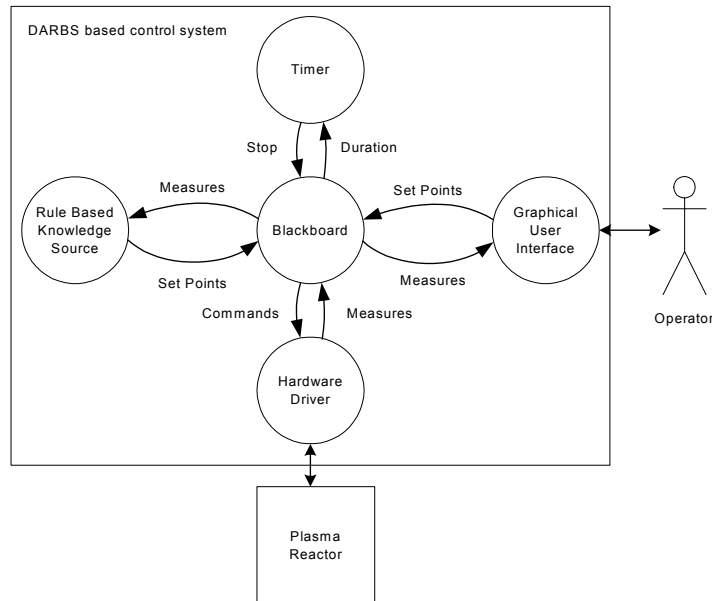 DARBS based control system
Timer
Stop
Duration
Measures
Set Points
Rule Based
Knowledge
Source
Blackboard
Graphical
User
Interface
Set Points
Measures
Commands
Measures
Operator
Hardware
Driver
Plasma
Reactor